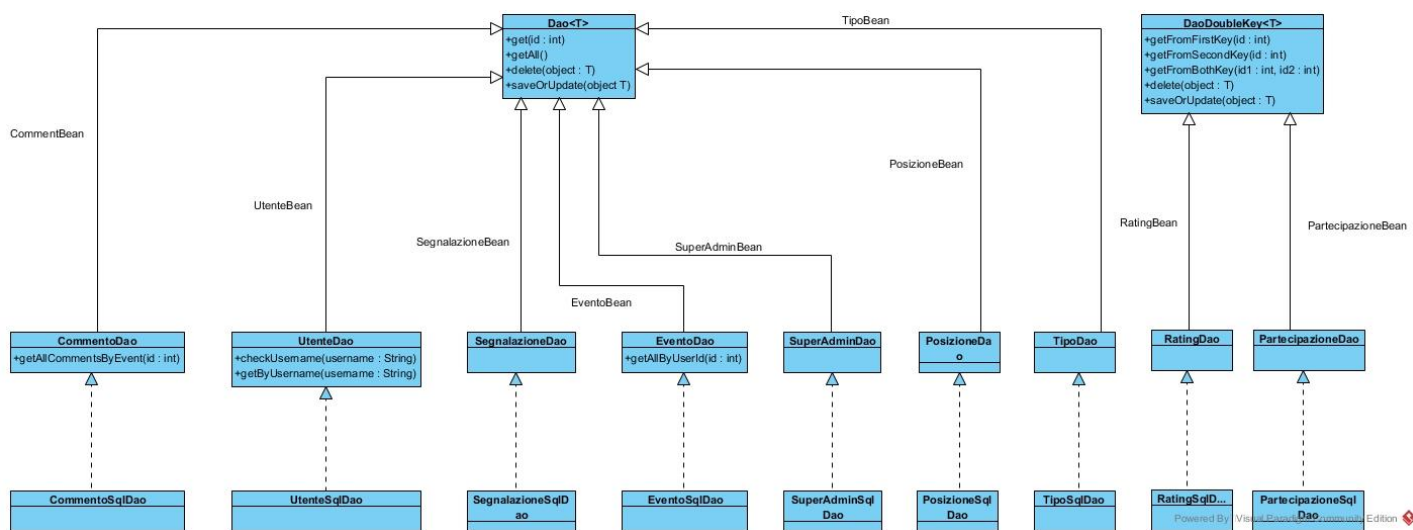 Dao<T>
+get(id : int)
+getAll()
+delete(object : T)
+saveOrUpdate(object T)
TipoBean
DaoDoubleKey<T>
+getFromFirstKey(id : int)
+getFromSecondKey(id : int)
+getFromBothKey(id1 : int, id2 : int)
+delete(object : T)
+saveOrUpdate(object : T)
CommentBean
UtenteBean
SegnalazioneBean
EventoBean
SuperAdminBean
PosizioneBean
RatingBean
PartecipazioneBean
CommentoDao
+getAllCommentsByEvent(id : int)
UtenteDao
+checkUsername(username : String)
+getByUsername(username : String)
SegnalazioneDao
EventoDao
+getAllByUserId(id : int)
SuperAdminDao
PosizioneDa
o
TipoDao
RatingDao
PartecipazioneDao
CommentoSqlDao
UtenteSqlDao
SegnalazioneSqlD
ao
EventoSqlDao
SuperAdminSql
Dao
PosizioneSql
Dao
TipoSqlDao
RatingSqlD...
PartecipazioneSql
Dao
Powered By Visual Paradigm Community Edition